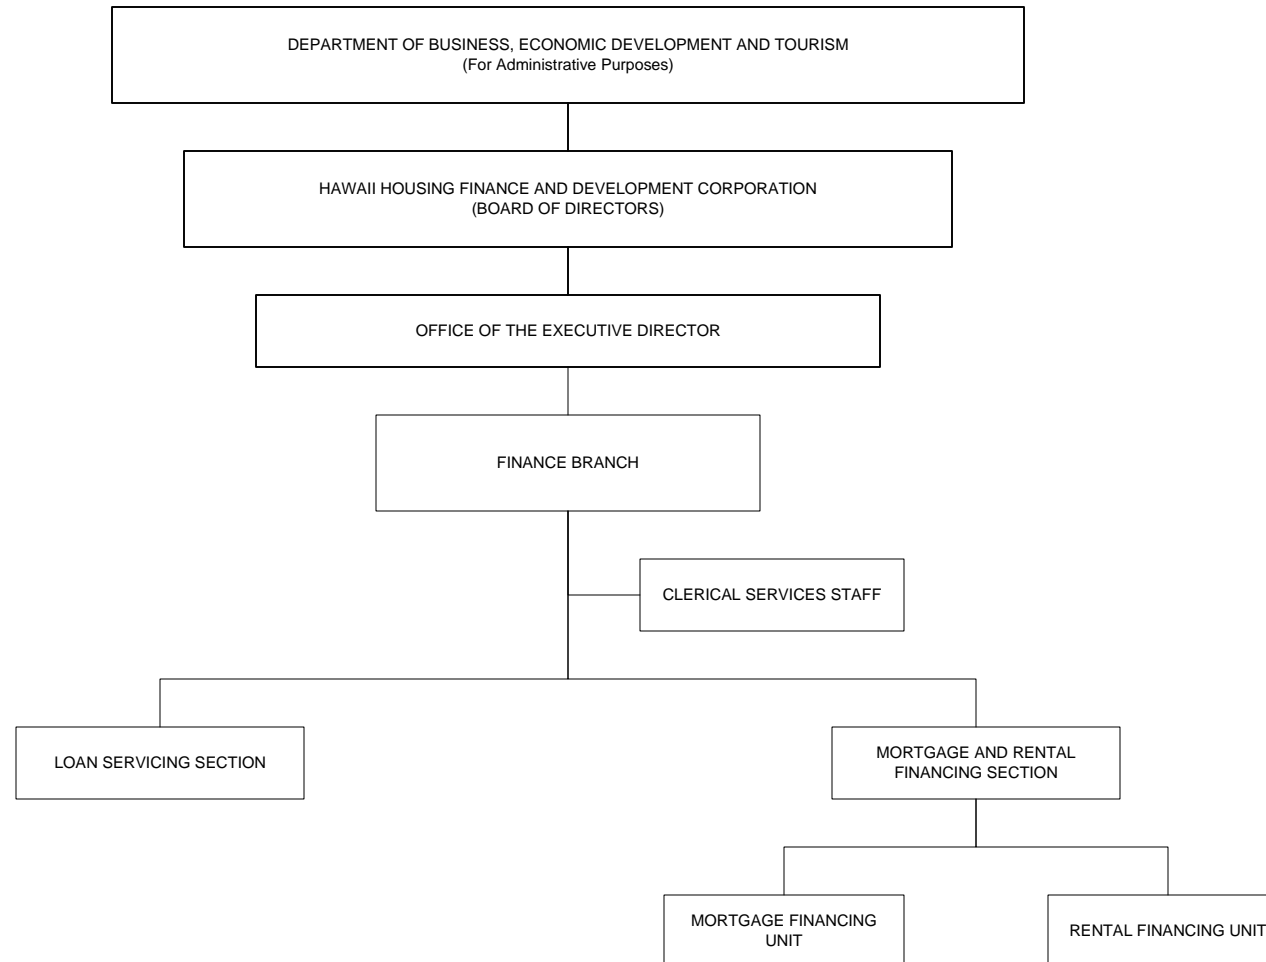 DEPARTMENT OF BUSINESS, ECONOMIC DEVELOPMENT AND TOURISM
(For Administrative Purposes)
HAWAII HOUSING FINANCE AND DEVELOPMENT CORPORATION
(BOARD OF DIRECTORS)
OFFICE OF THE EXECUTIVE DIRECTOR
FINANCE BRANCH
CLERICAL SERVICES STAFF
LOAN SERVICING SECTION
MORTGAGE AND RENTAL
FINANCING SECTION
MORTGAGE FINANCING
UNIT
RENTAL FINANCING UNIT